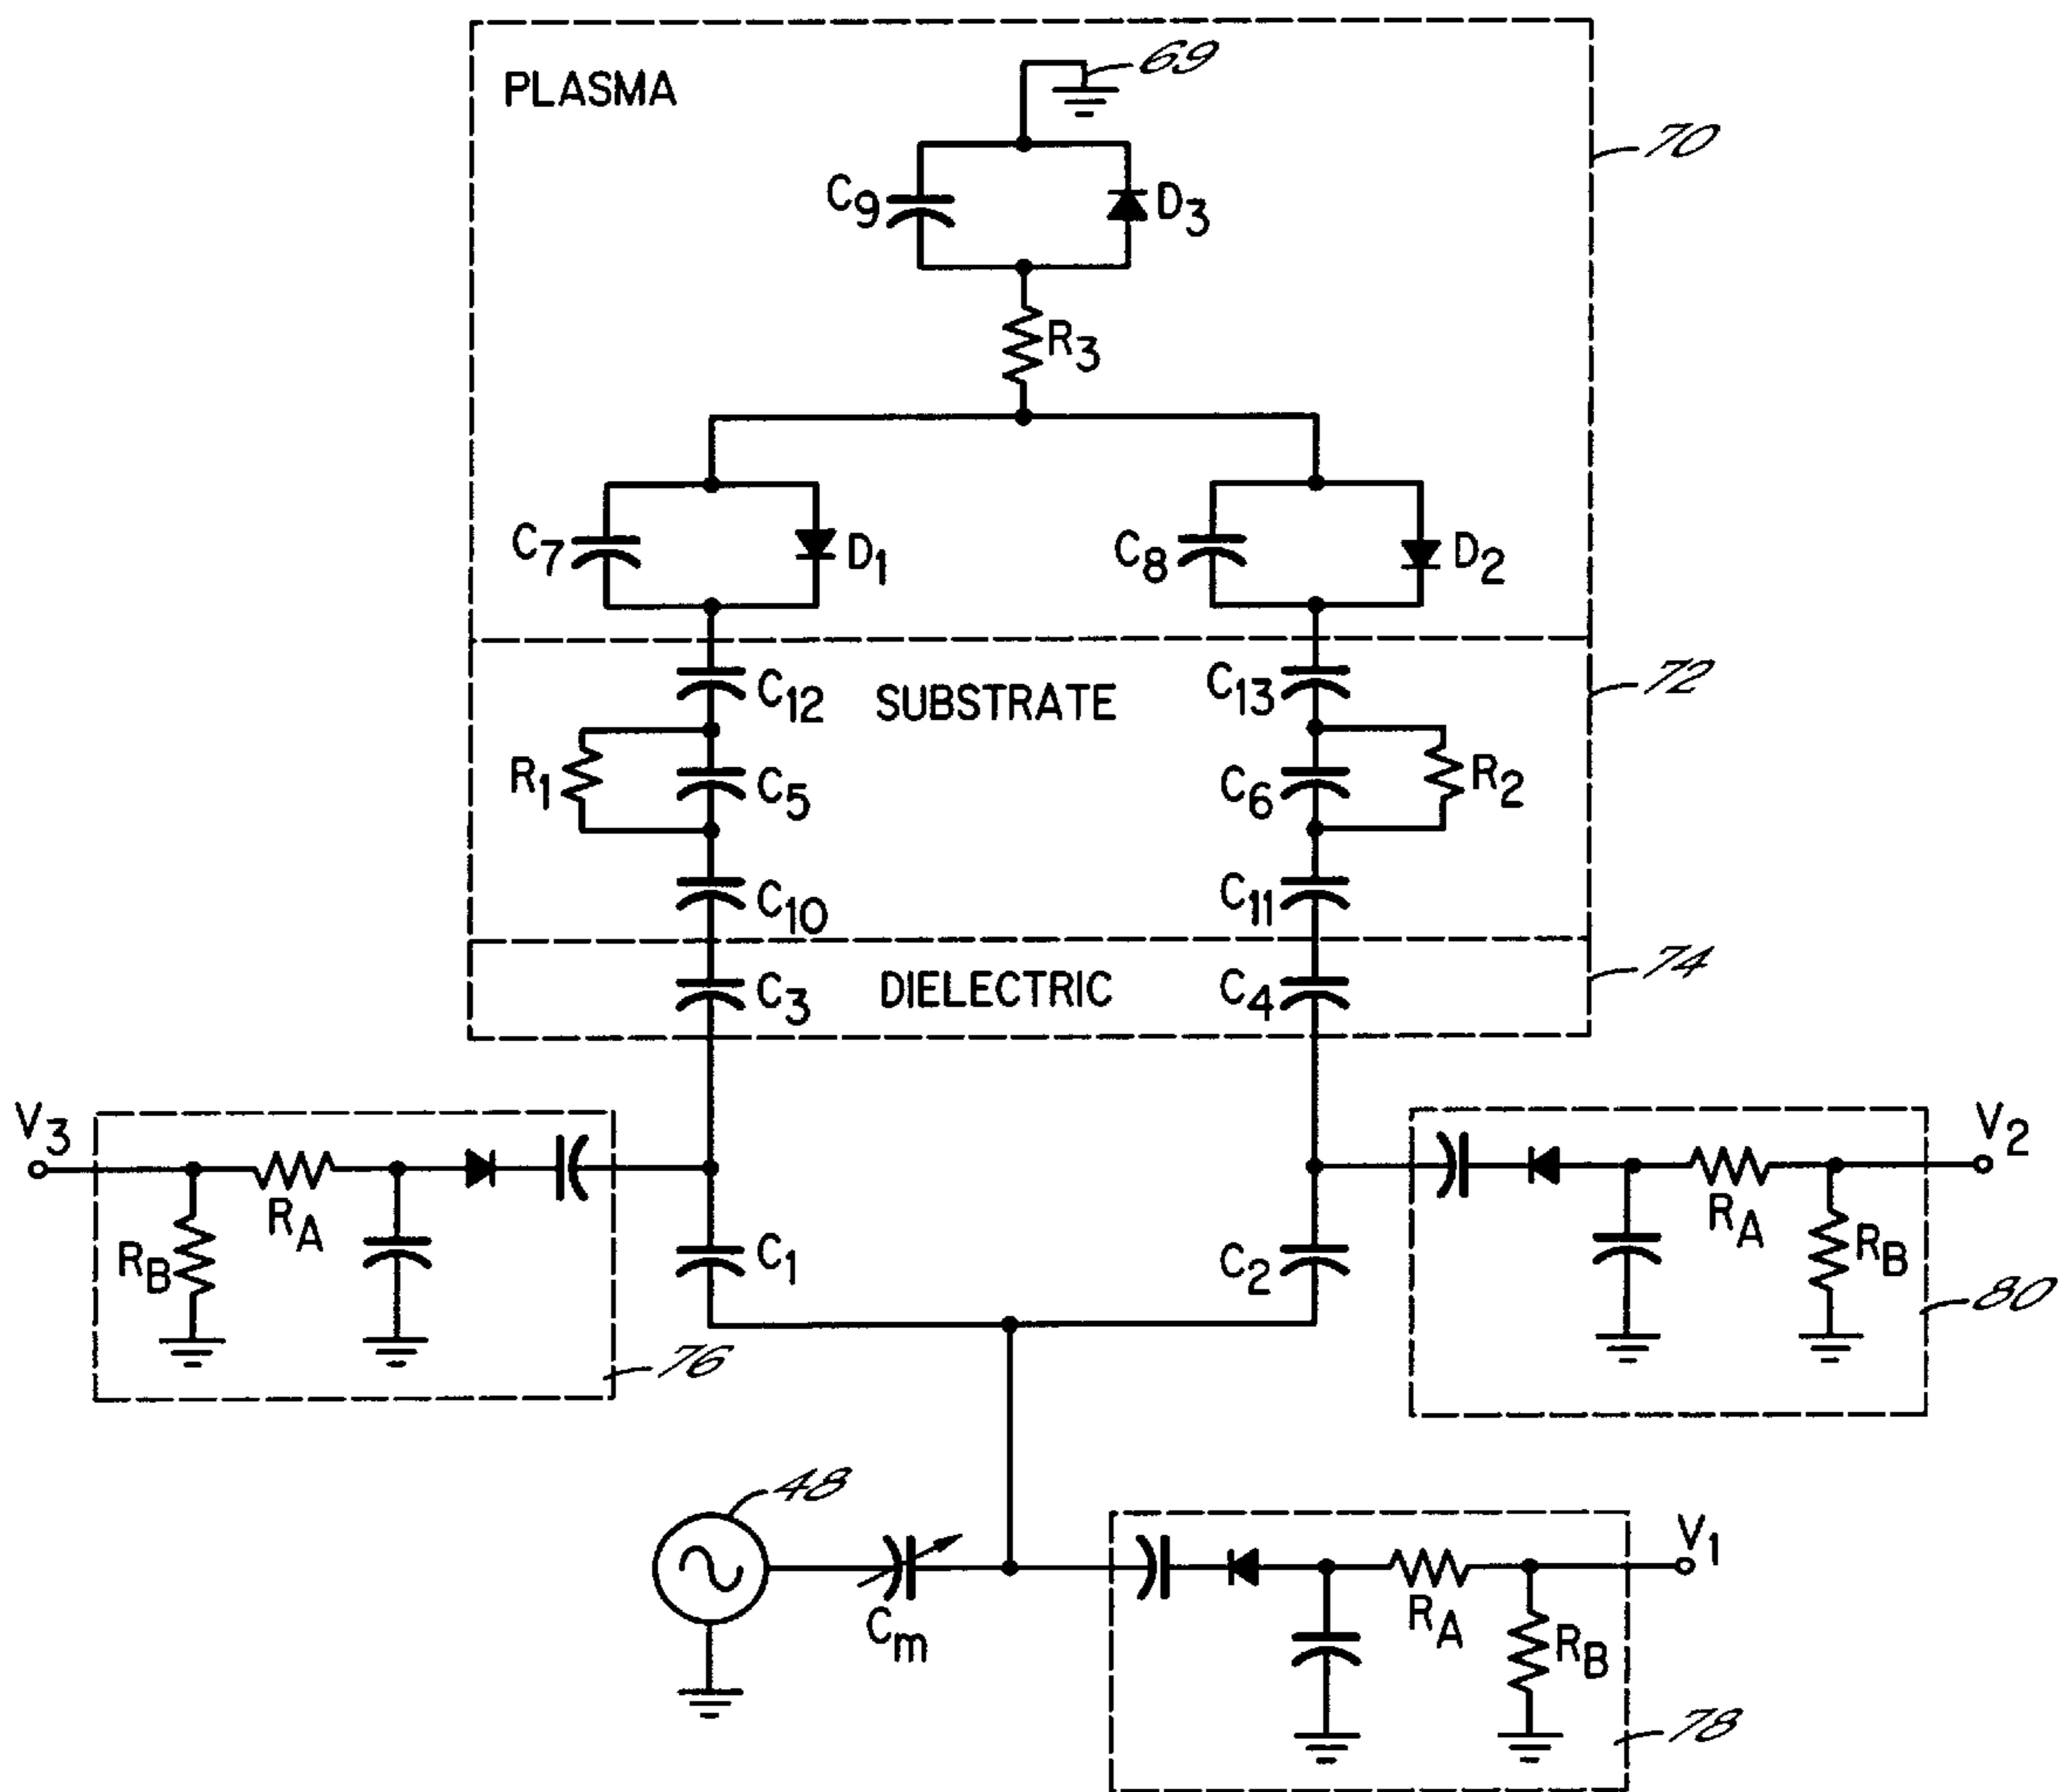 69
PLASMA
70
C9
D3
R3
C7
D1
C8
D2
C12
SUBSTRATE
C13
72
R1
C5
C6
R2
C10
C11
C3
DIELECTRIC
C4
74
V3
V2
RA
RB
C1
C2
RA
RB
80
76
48
V1
Cm
RA
RB
78